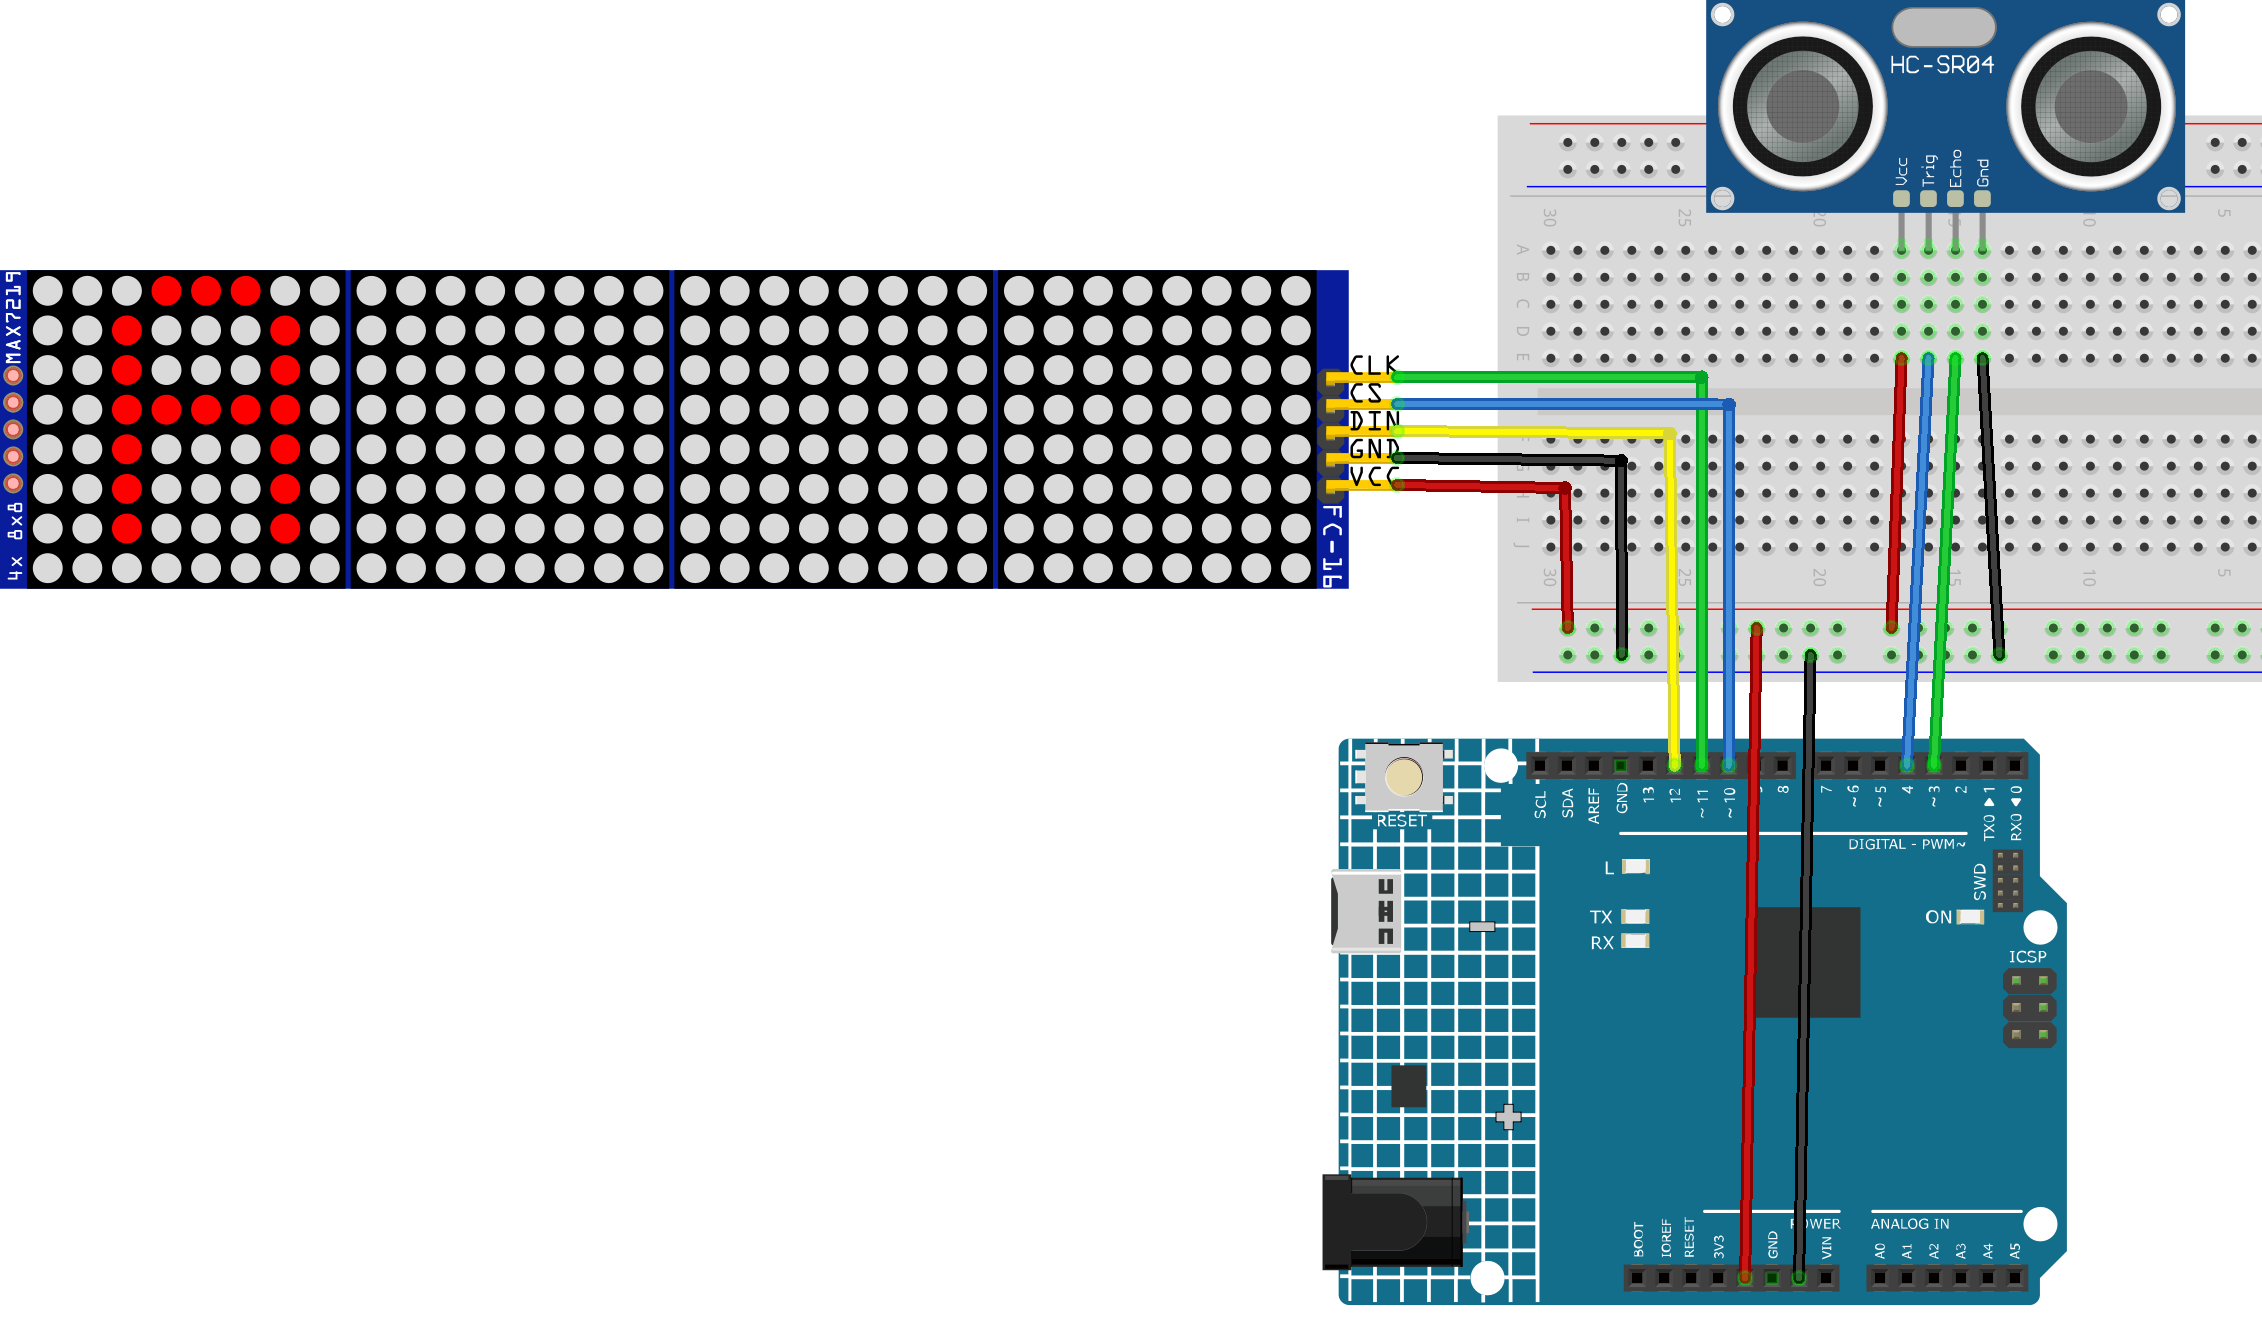 HC-SR04
Vcc
Trig
Echo
Gnd
30
25
20
10
5
A
B
C
D
E
H
I
J
30
25
20
15
10
5
MAX7219
4x 8x8
CLK
CS
DIN
GND
VCC
FC-16
RESET
SCL
SDA
AREF
GND
13
12
~11
~10
8
7
~6
~5
4
~3
2
TX0 ▶ 1
RX0 ◀ 0
DIGITAL - PWM~
L
TX
RX
ON
SWD
ICSP
BOOT
IOREF
RESET
3V3
GND
VIN
POWER
ANALOG IN
A0
A1
A2
A3
A4
A5